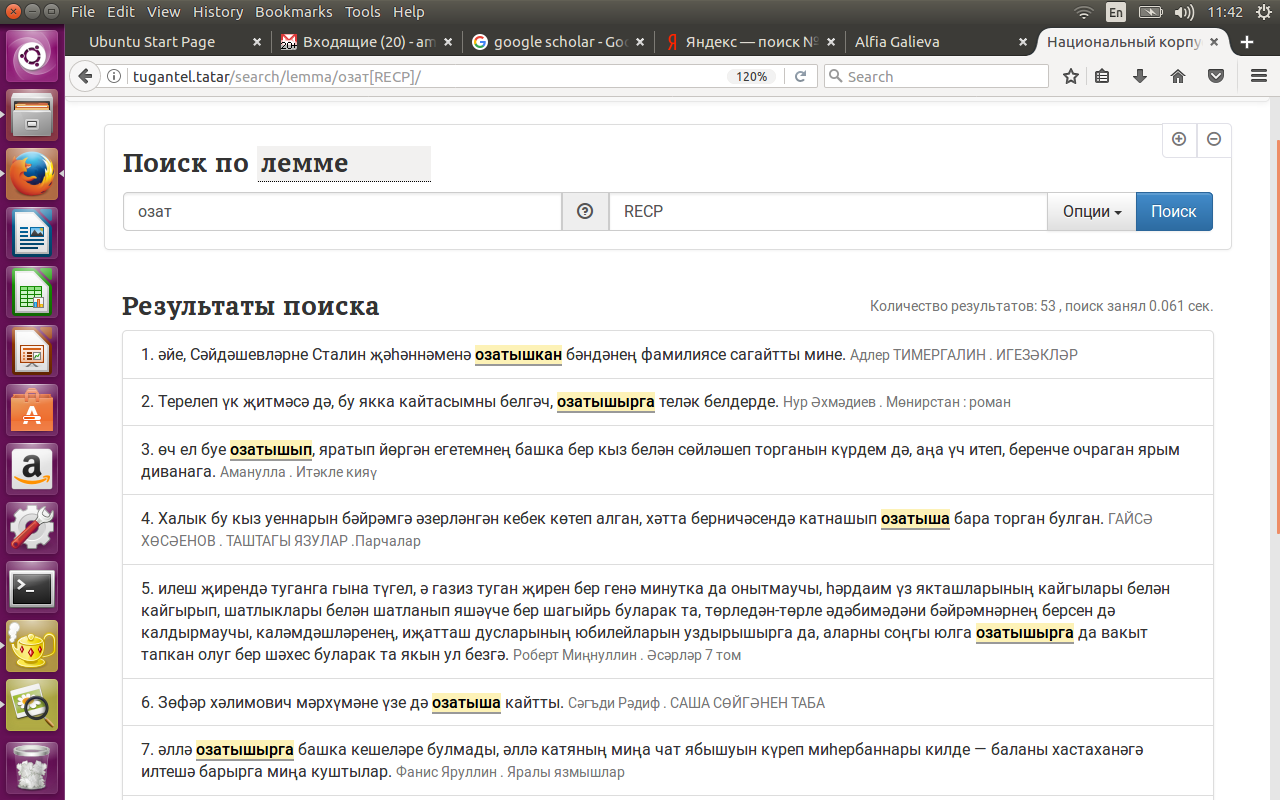 File Edit View History Bookmarks Tools Help
En
11:42
Ubuntu Start Page
20+
Входящие (20) - am
google scholar - Goo
Яндекс — поиск №
Alfia Galieva
Национальный корпу
tugantel.tatar/search/lemma/озат[RECP]/
120%
Search
Поиск по лемме
озат
RECP
Опции
Поиск
Результаты поиска
Количество результатов: 53 , поиск занял 0.061 сек.
1. әйе, Сәйдәшевләрне Сталин җәһәннәменә озатышкан бәндәнең фамилиясе сагайтты мине. Адлер ТИМЕРГАЛИН . ИГЕЗӘКЛӘР
2. Терелеп үк җитмәсә дә, бу якка кайтасымны белгәч, озатышырга теләк белдерде. Нур Әхмәдиев . Мөнирстан : роман
3. өч ел буе озатышып, яратып йөргән егетемнең башка бер кыз белән сөйләшеп торганын күрдем дә, аңа үч итеп, беренче очраган ярым
диванага. Аманулла . Итәкле кияү
4. Халык бу кыз уеннарын бәйрәмгә әзерләнгән кебек көтеп алган, хәтта берничәсендә катнашып озатыша бара торган булган. ГАЙСӘ
ХӨСӘЕНОВ . ТАШТАГЫ ЯЗУЛАР .Парчалар
5. илеш җирендә туганга гына түгел, ә газиз туган җирен бер генә минутка да онытмаучы, һәрдаим үз якташларының кайгылары белән
кайгырып, шатлыклары белән шатланып яшәүче бер шагыйрь буларак та, төрледән-төрле әдәбимәдәни бәйрәмнәрнең берсен дә
калдырмаучы, каләмдәшләренең, иҗатташ дусларының юбилейларын уздырышырга да, аларны соңгы юлга озатышырга да вакыт
тапкан олуг бер шәхес буларак та якын ул безгә. Роберт Миңнуллин . Әсәрләр 7 том
6. Зөфәр хәлимович мәрхүмәне үзе дә озатыша кайтты. Сәгъди Рәдиф . САША СӨЙГӘНЕН ТАБА
7. әллә озатышырга башка кешеләре булмады, әллә катяның миңа чат ябышуын күреп миһербаннары килде — баланы хастаханәгә
илтешә барырга миңа куштылар. Фанис Яруллин . Яралы язмышлар